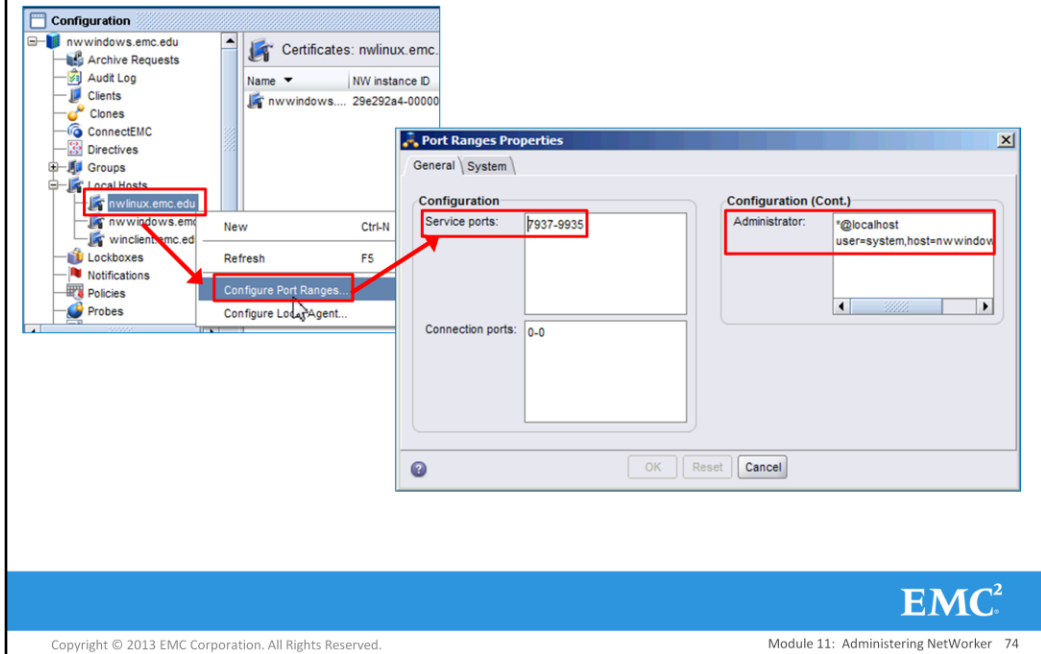 Configuration
nwwindows.emc.edu
Archive Requests
Audit Log
Clients
Clones
ConnectEMC
Directives
Groups
Local Hosts
nwlinux.emc.edu
nwwindows.emc
winclient.emc.ed
Lockboxes
Notifications
Policies
Probes
Certificates: nwlinux.emc.
Name
NW instance ID
nwwindows.... 29e292a4-00000
New Ctrl-N
Refresh F5
Configure Port Ranges...
Configure Local Agent...
Port Ranges Properties
General
System
Configuration
Service ports: 7937-9935
Connection ports: 0-0
Configuration (Cont.)
Administrator: *@localhost
user=system,host=nwwindow
OK
Reset
Cancel
EMC²
Copyright © 2013 EMC Corporation. All Rights Reserved.
Module 11: Administering NetWorker 74